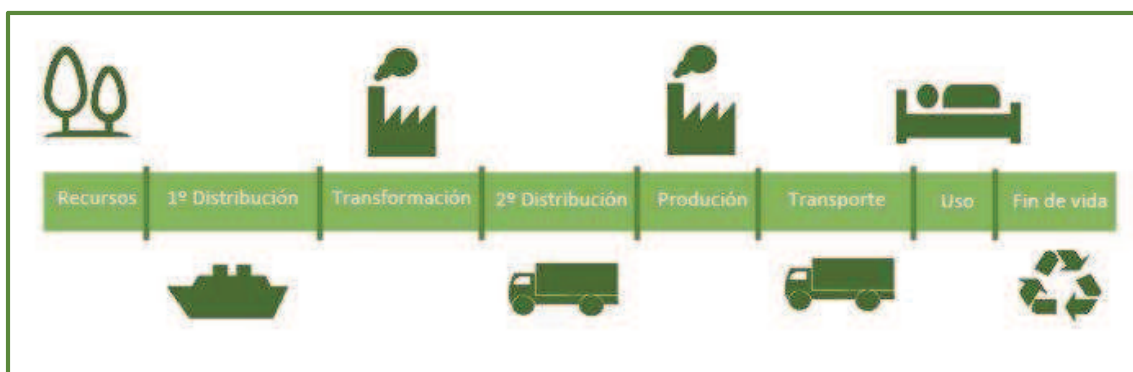 Recursos
1º Distribución
Transformación
2º Distribución
Produción
Transporte
Uso
Fin de vida